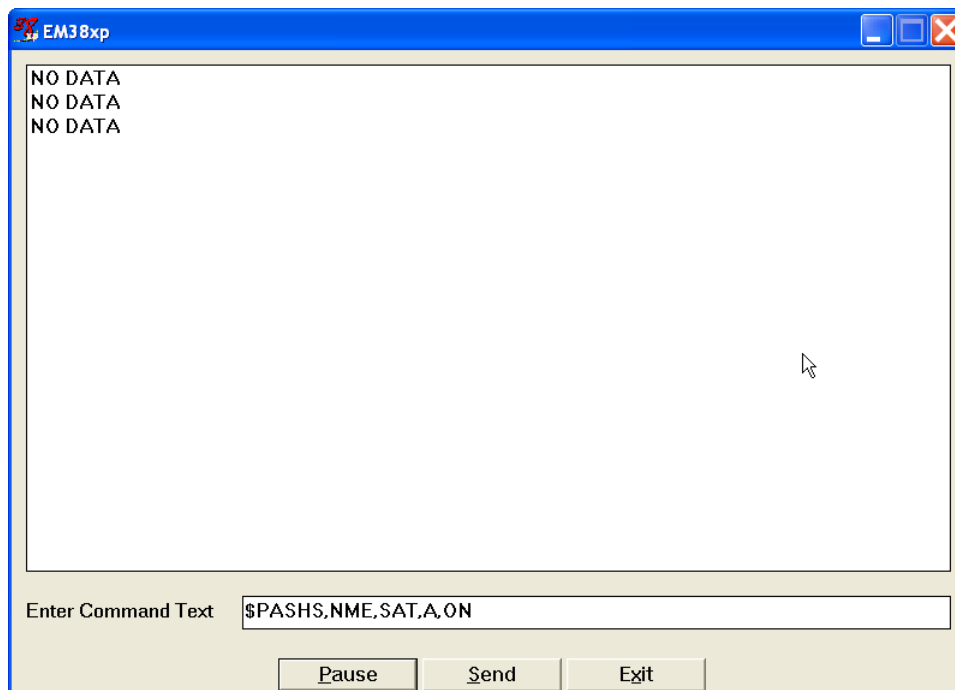 EM38xp
NO DATA
NO DATA
NO DATA
Enter Command Text
$PASHS,NME,SAT,A,ON
Pause
Send
Exit